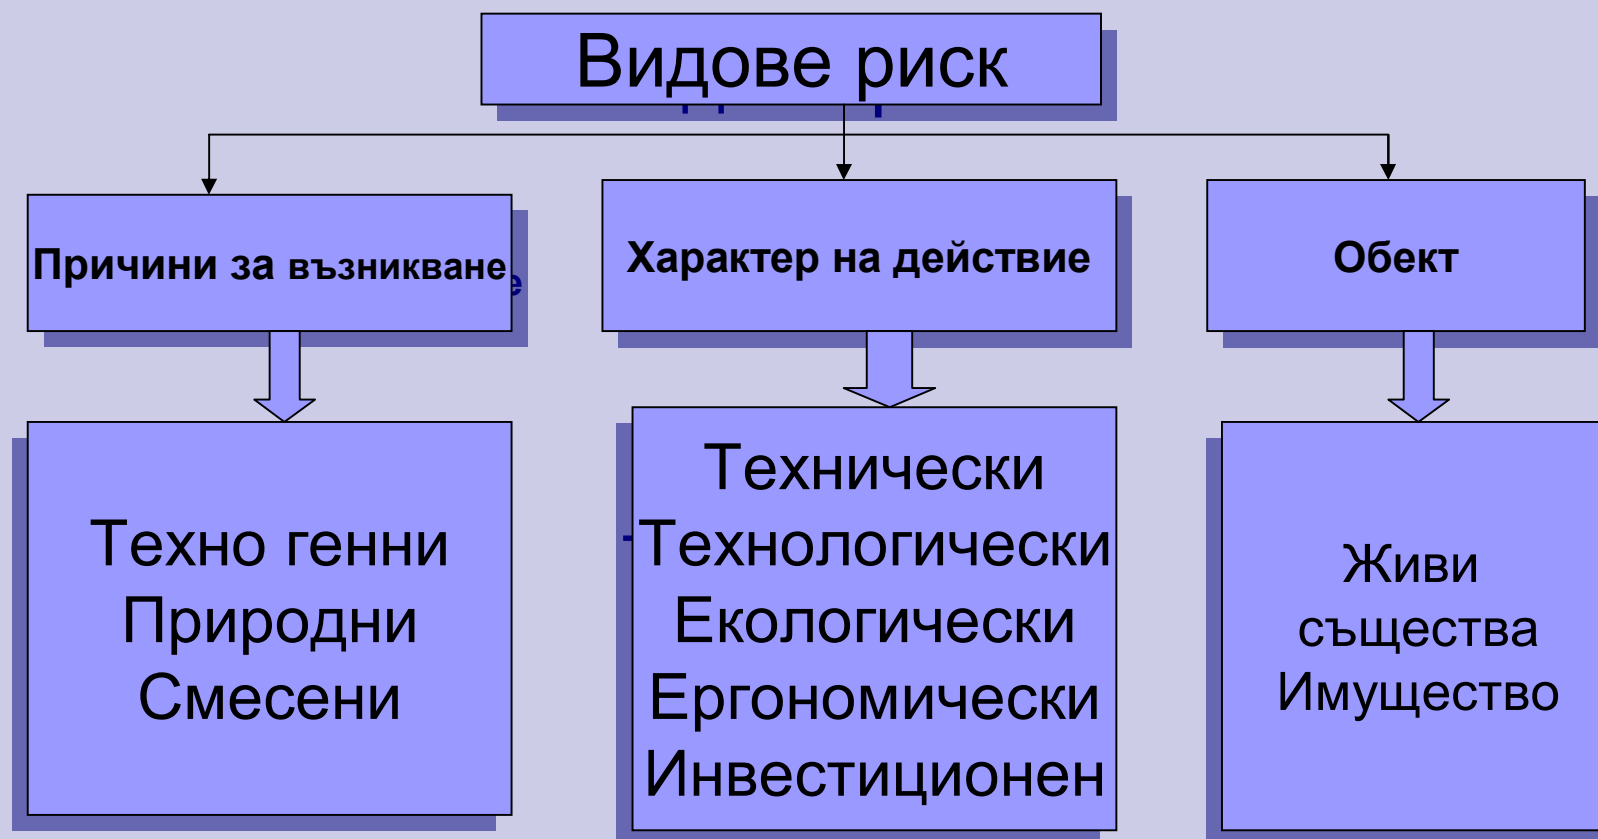 Видове риск
Причини за възникване
Характер на действие
Обект
Техно генни
Природни
Смесени
Технически
Технологически
Екологически
Ергономически
Инвестиционен
Живи
същества
Имущество